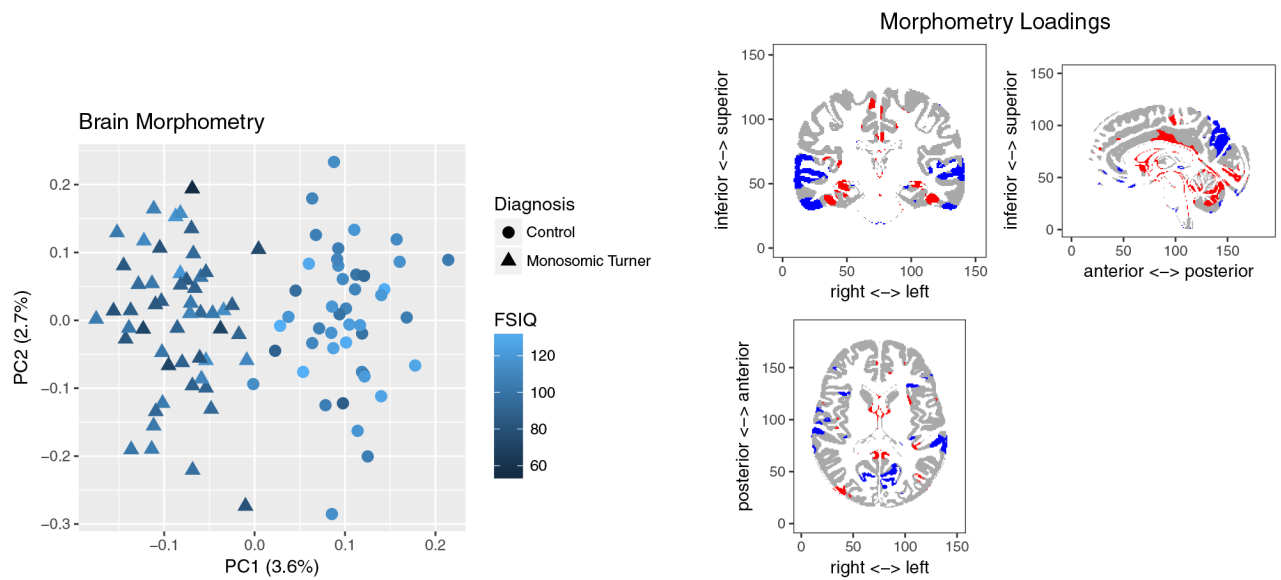 Morphometry Loadings
Brain Morphometry
PC2 (2.7%)
0.2
0.1
0.0
−0.1
−0.2
−0.3
−0.1
0.0
0.1
0.2
PC1 (3.6%)
Diagnosis
Control
Monosomic Turner
FSIQ
120
100
80
60
inferior <−> superior
150
100
50
0
0
50
100
150
right <−> left
inferior <−> superior
150
100
50
0
0
50
100
150
anterior <−> posterior
posterior <−> anterior
150
100
50
0
0
50
100
150
right <−> left